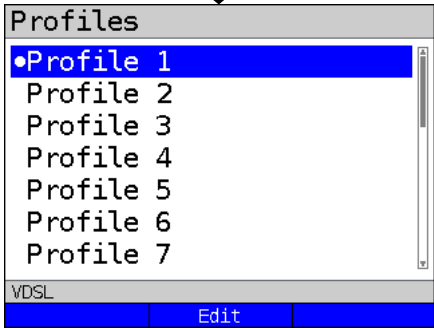 Profiles
•Profile 1
Profile 2
Profile 3
Profile 4
Profile 5
Profile 6
Profile 7
VDSL
Edit